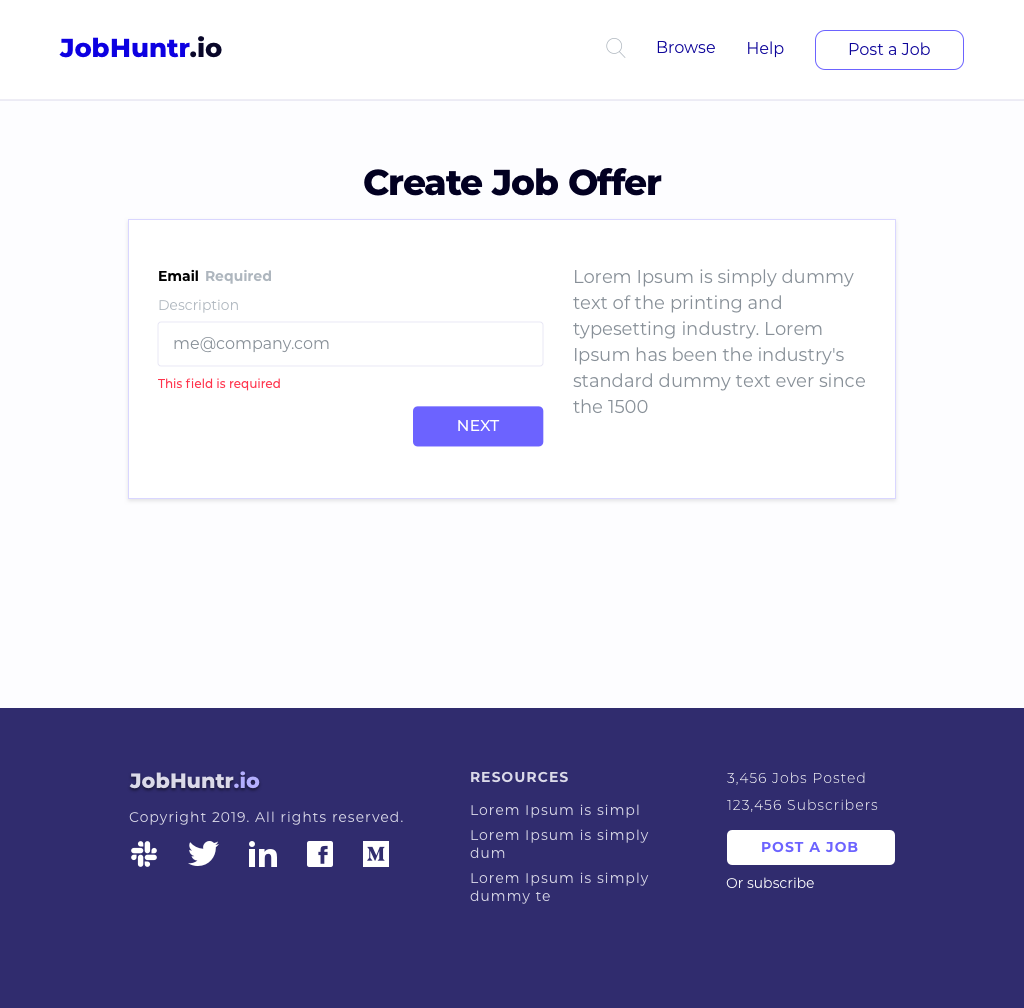 JobHuntr.io
Browse
Help
Post a Job
Create Job Offer
Email Required
Description
me@company.com
This field is required
NEXT
Lorem Ipsum is simply dummy
text of the printing and
typesetting industry. Lorem
Ipsum has been the industry's
standard dummy text ever since
the 1500
JobHuntr.io
Copyright 2019. All rights reserved.
RESOURCES
Lorem Ipsum is simpl
Lorem Ipsum is simply
dum
Lorem Ipsum is simply
dummy te
3,456 Jobs Posted
123,456 Subscribers
POST A JOB
Or subscribe